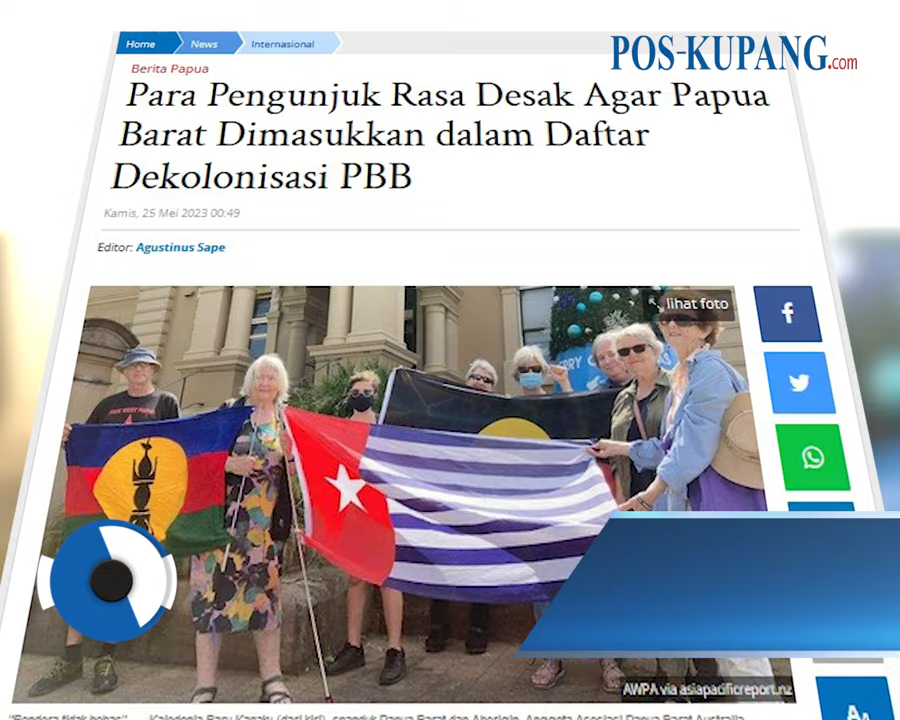 Home News Internasional
POS-KUPANG.com
Berita Papua
Para Pengunjuk Rasa Desak Agar Papua
Barat Dimasukkan dalam Daftar
Dekolonisasi PBB
Kamis, 25 Mei 2023 00:49
Editor: Agustinus Sape
lihat foto
AWPA via asiapacificreport.nz
AA